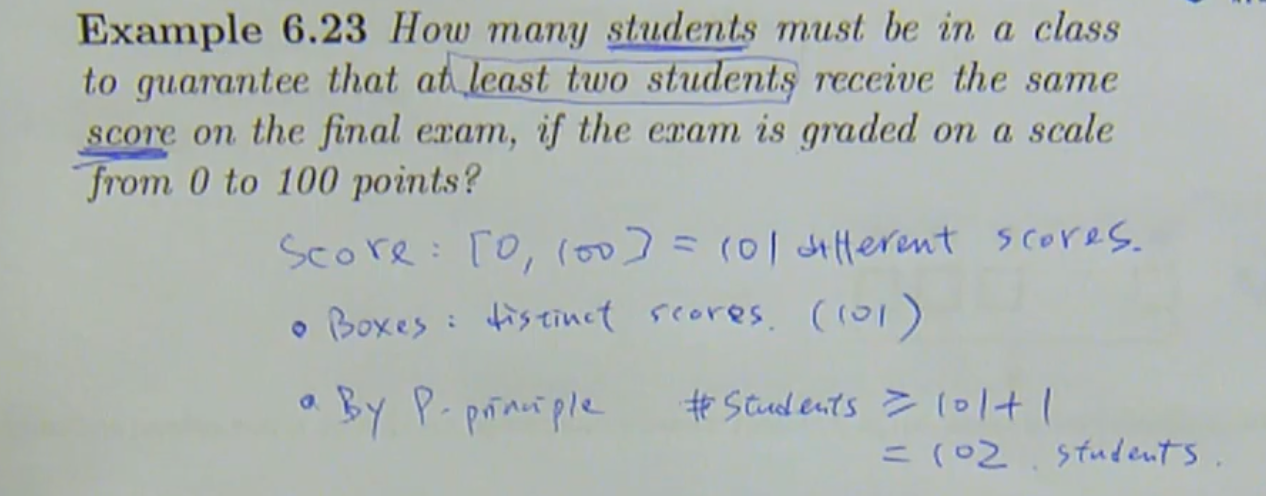 Example 6.23 How many students must be in a class
to guarantee that at least two students receive the same
score on the final exam, if the exam is graded on a scale
from 0 to 100 points?
Score : [0, 100] = 101 different scores.
• Boxes : distinct scores. (101)
• By P-principle # Students ≥ 101+1
= 102 . students .